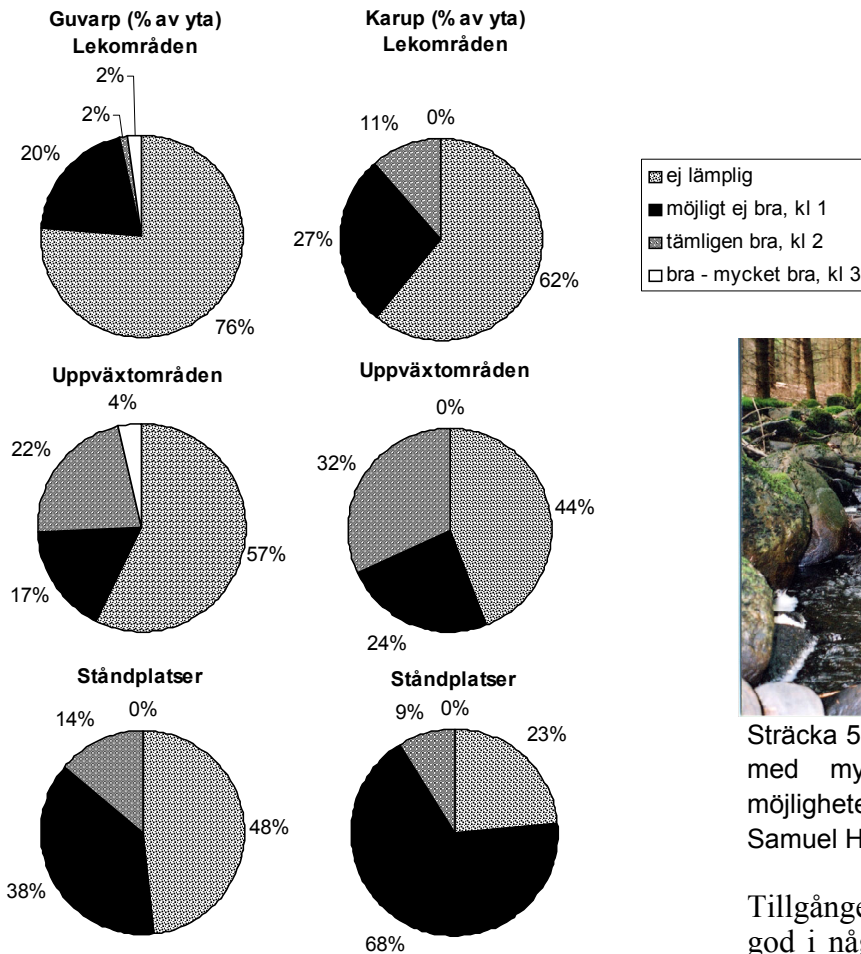 Guvarp (% av yta)
Lekområden
2%
2%
20%
76%
Karup (% av yta)
Lekområden
11%
0%
27%
62%
ej lämplig
möjligt ej bra, kl 1
tämligen bra, kl 2
bra - mycket bra, kl 3
Uppväxtområden
4%
22%
57%
17%
Uppväxtområden
0%
32%
44%
24%
Ståndplatser
14%
0%
48%
38%
Ståndplatser
9%
0%
23%
68%
Sträcka 5
med my
möjlighete
Samuel H
Tillgånge
god i någ